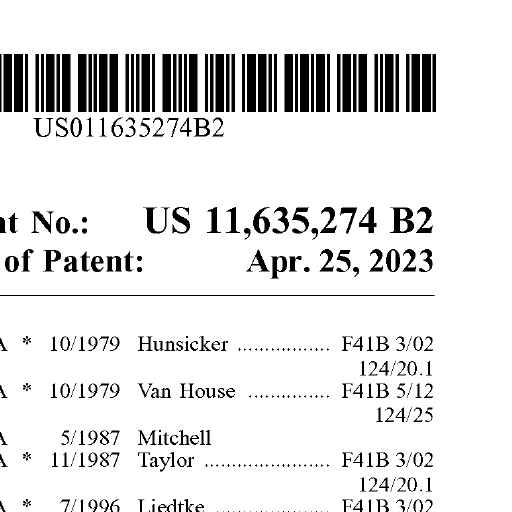 US011635274B2
nt No.: US 11,635,274 B2
of Patent: Apr. 25, 2023
A * 10/1979 Hunsicker ................ F41B 3/02
124/20.1
A * 10/1979 Van House .............. F41B 5/12
124/25
A 5/1987 Mitchell
A * 11/1987 Taylor ...................... F41B 3/02
124/20.1
A * 7/1996 Liedtke .................... F41B 3/02